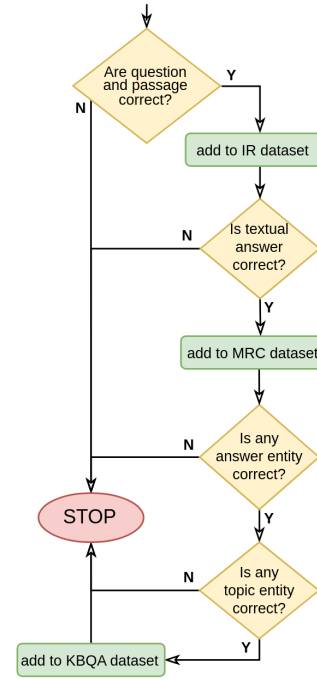 Are question
and passage
correct?
Y
N
add to IR dataset
Is textual
answer
correct?
N
Y
add to MRC dataset
Is any
answer entity
correct?
N
Y
STOP
Is any
topic entity
correct?
N
Y
add to KBQA dataset